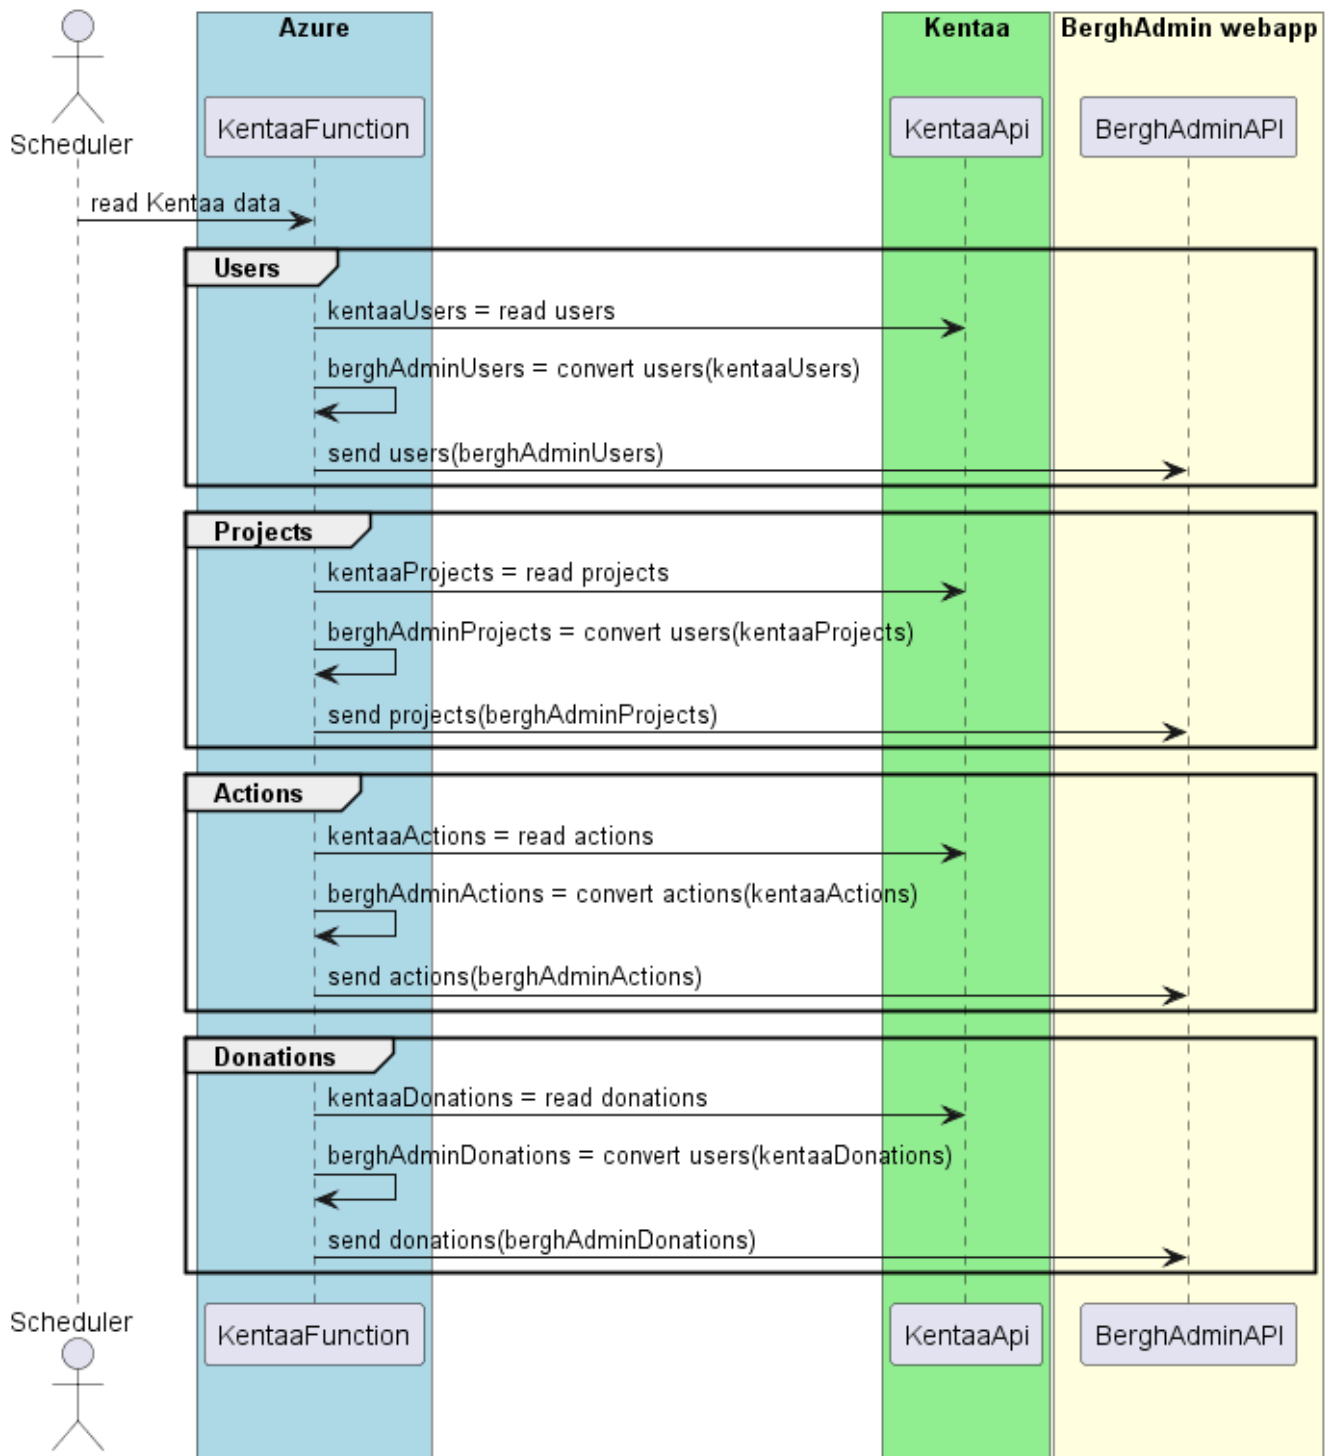 Azure
Kentaa
BerghAdmin webapp
Scheduler
KentaaFunction
KentaaApi
BerghAdminAPI
read Kentaa data
Users
kentaaUsers = read users
berghAdminUsers = convert users(kentaaUsers)
send users(berghAdminUsers)
Projects
kentaaProjects = read projects
berghAdminProjects = convert users(kentaaProjects)
send projects(berghAdminProjects)
Actions
kentaaActions = read actions
berghAdminActions = convert actions(kentaaActions)
send actions(berghAdminActions)
Donations
kentaaDonations = read donations
berghAdminDonations = convert users(kentaaDonations)
send donations(berghAdminDonations)
Scheduler
KentaaFunction
KentaaApi
BerghAdminAPI